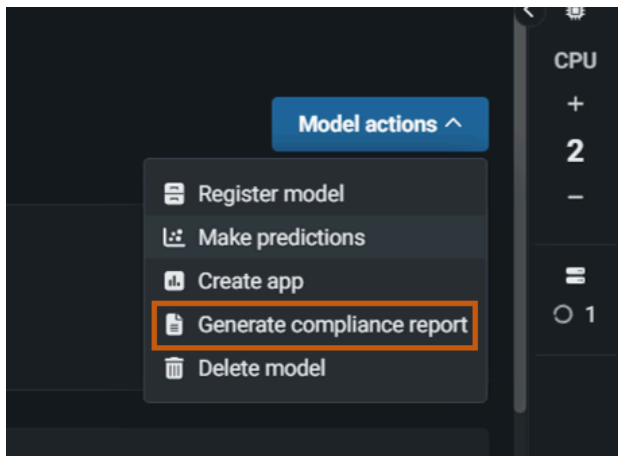 CPU
Model actions
+
2
Register model
−
Make predictions
Create app
Generate compliance report
1
Delete model